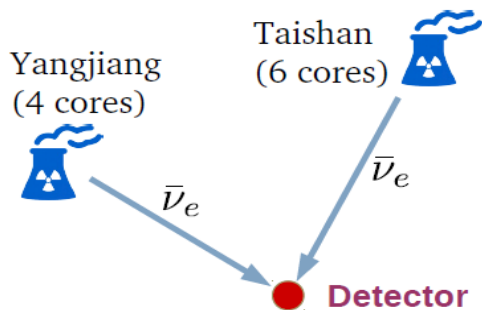 Yangjiang
(4 cores)
Taishan
(6 cores)
ν̄ₑ
ν̄ₑ
Detector